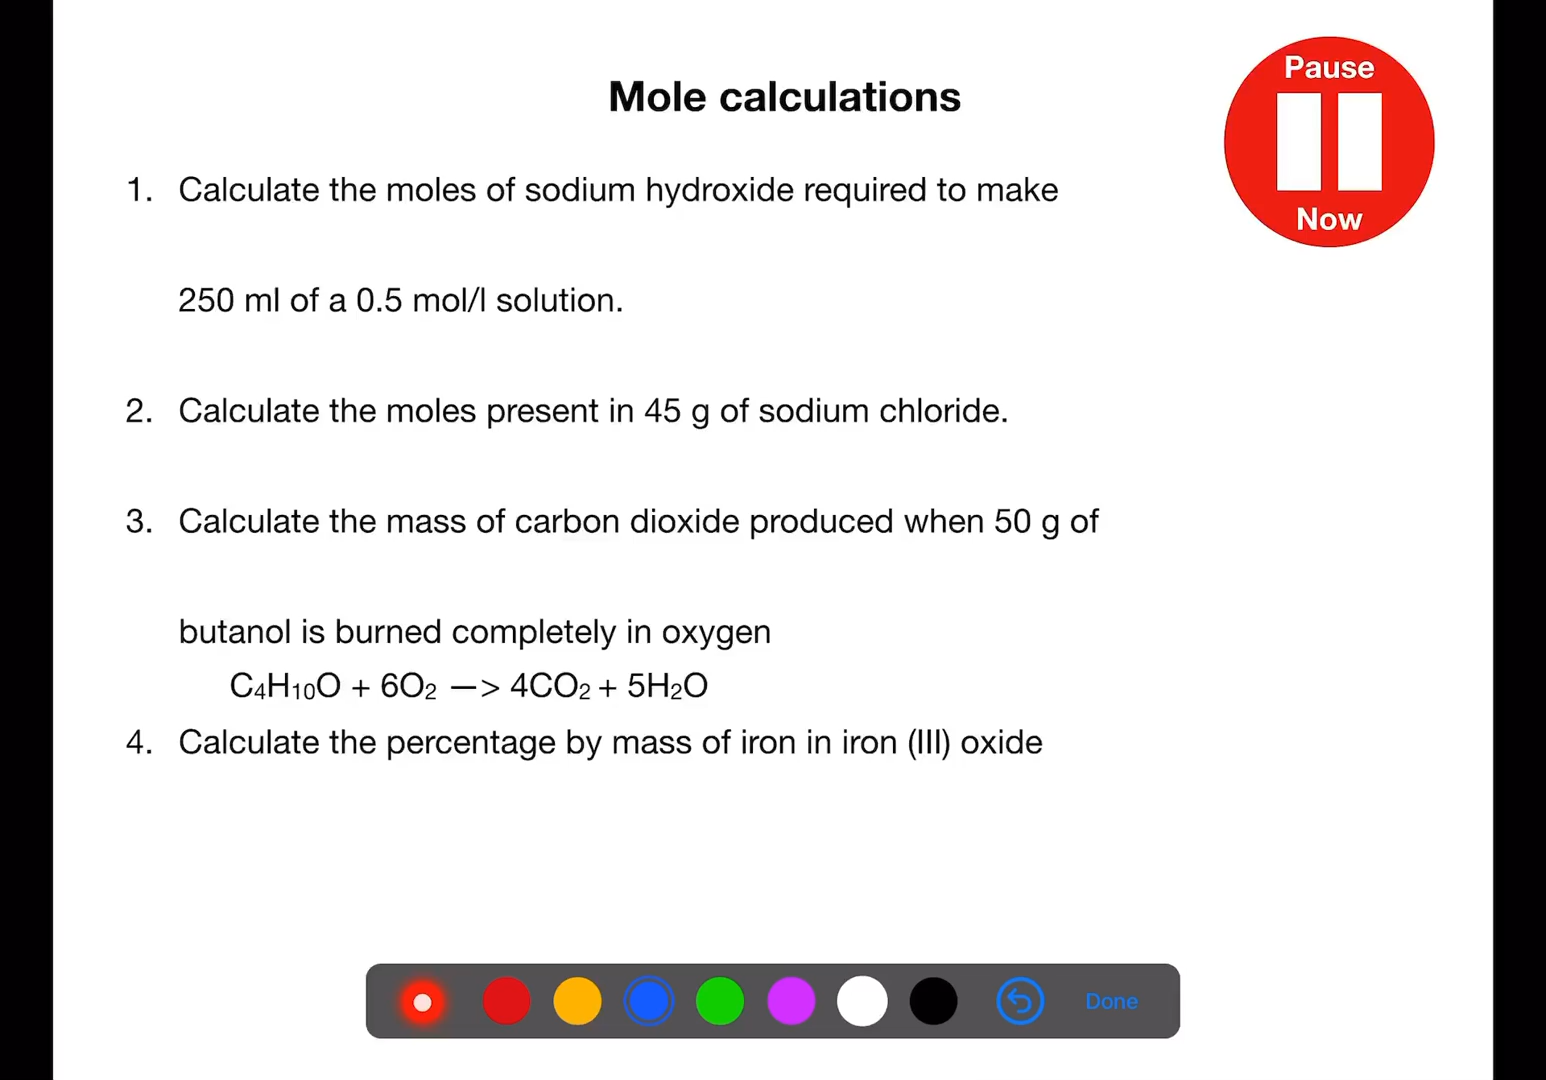 Pause
Now
Mole calculations
1. Calculate the moles of sodium hydroxide required to make
250 ml of a 0.5 mol/l solution.
2. Calculate the moles present in 45 g of sodium chloride.
3. Calculate the mass of carbon dioxide produced when 50 g of
butanol is burned completely in oxygen
C₄H₁₀O + 6O₂ —> 4CO₂ + 5H₂O
4. Calculate the percentage by mass of iron in iron (III) oxide
Done